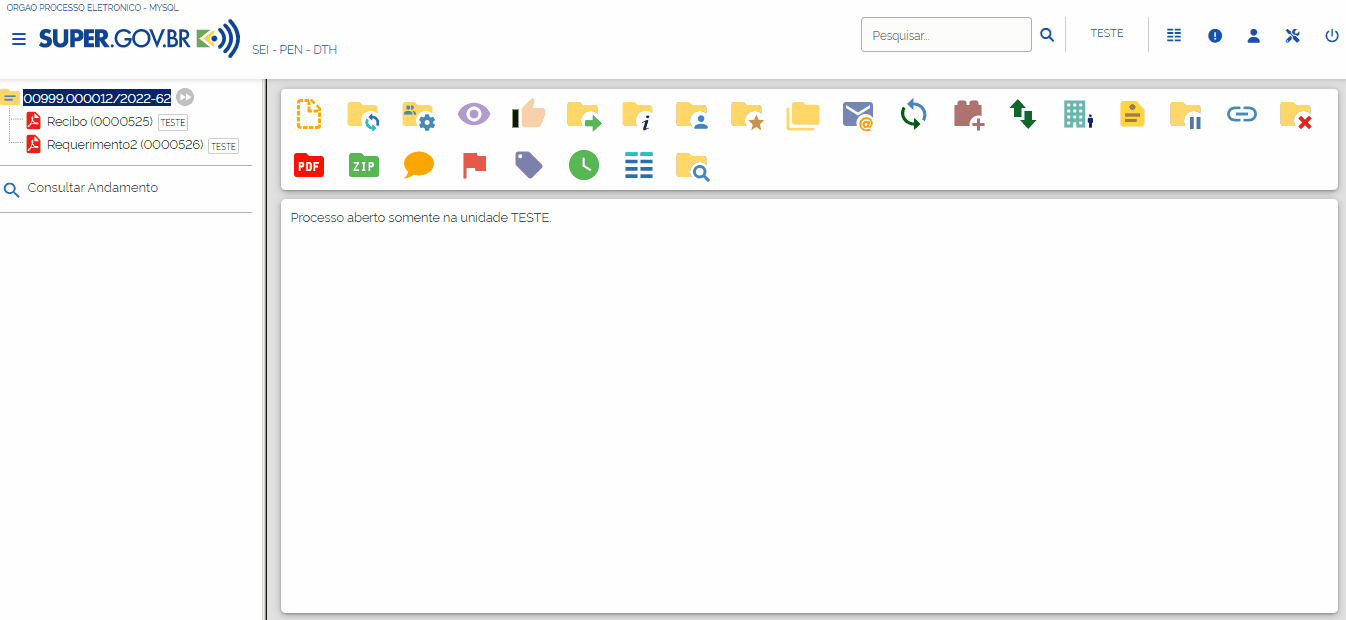 ORGAO PROCESSO ELETRONICO - MYSQL
SUPER.GOV.BR
SEI - PEN - DTH
Pesquisar...
TESTE
00999.000012/2022-62
Recibo (0000525) TESTE
Requerimento2 (0000526) TESTE
Consultar Andamento
i
@
PDF
ZIP
Processo aberto somente na unidade TESTE.